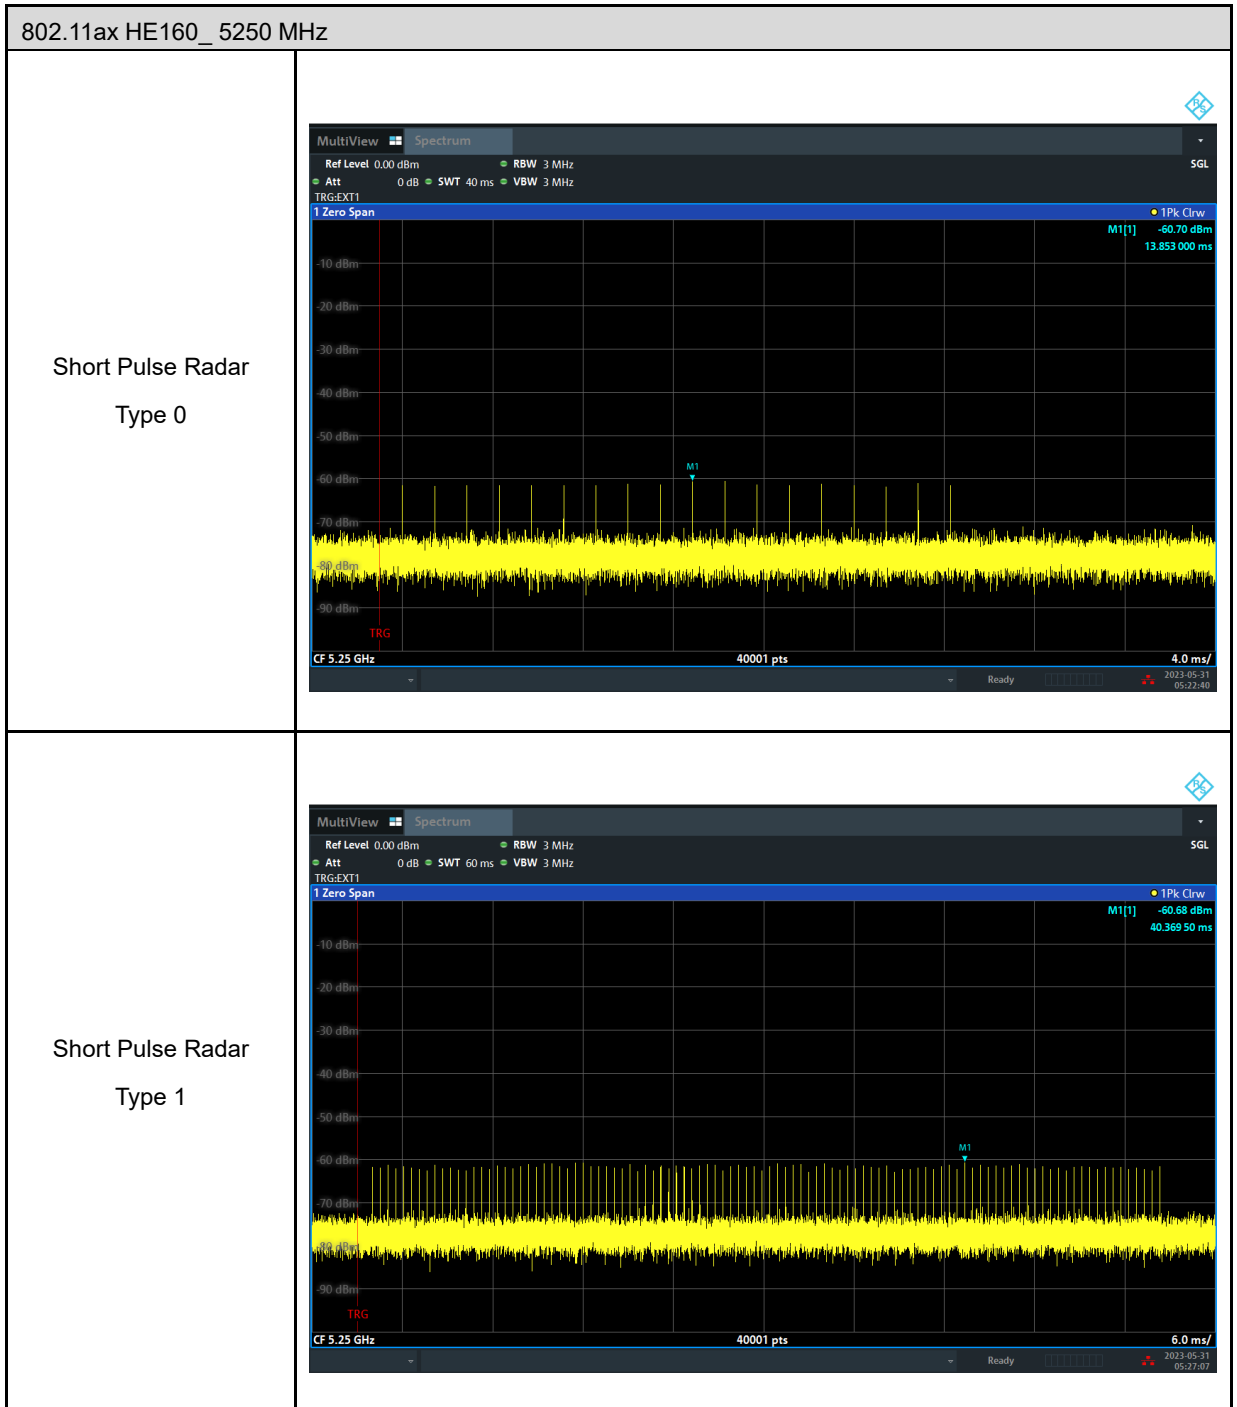 802.11ax HE160_ 5250 MHz
Short Pulse Radar
Type 0
R&S
MultiView Spectrum
Ref Level 0.00 dBm RBW 3 MHz SGL
Att 0 dB SWT 40 ms VBW 3 MHz
TRG:EXT1
1 Zero Span 1Pk Clrw
M1[1] -60.70 dBm
13.853 000 ms
-10 dBm
-20 dBm
-30 dBm
-40 dBm
-50 dBm
M1
-60 dBm
-70 dBm
-80 dBm
-90 dBm
TRG
CF 5.25 GHz 40001 pts 4.0 ms/
Ready 2023-05-31
05:22:40
Short Pulse Radar
Type 1
R&S
MultiView Spectrum
Ref Level 0.00 dBm RBW 3 MHz SGL
Att 0 dB SWT 60 ms VBW 3 MHz
TRG:EXT1
1 Zero Span 1Pk Clrw
M1[1] -60.68 dBm
40.369 50 ms
-10 dBm
-20 dBm
-30 dBm
-40 dBm
-50 dBm
M1
-60 dBm
-70 dBm
-80 dBm
-90 dBm
TRG
CF 5.25 GHz 40001 pts 6.0 ms/
Ready 2023-05-31
05:27:07